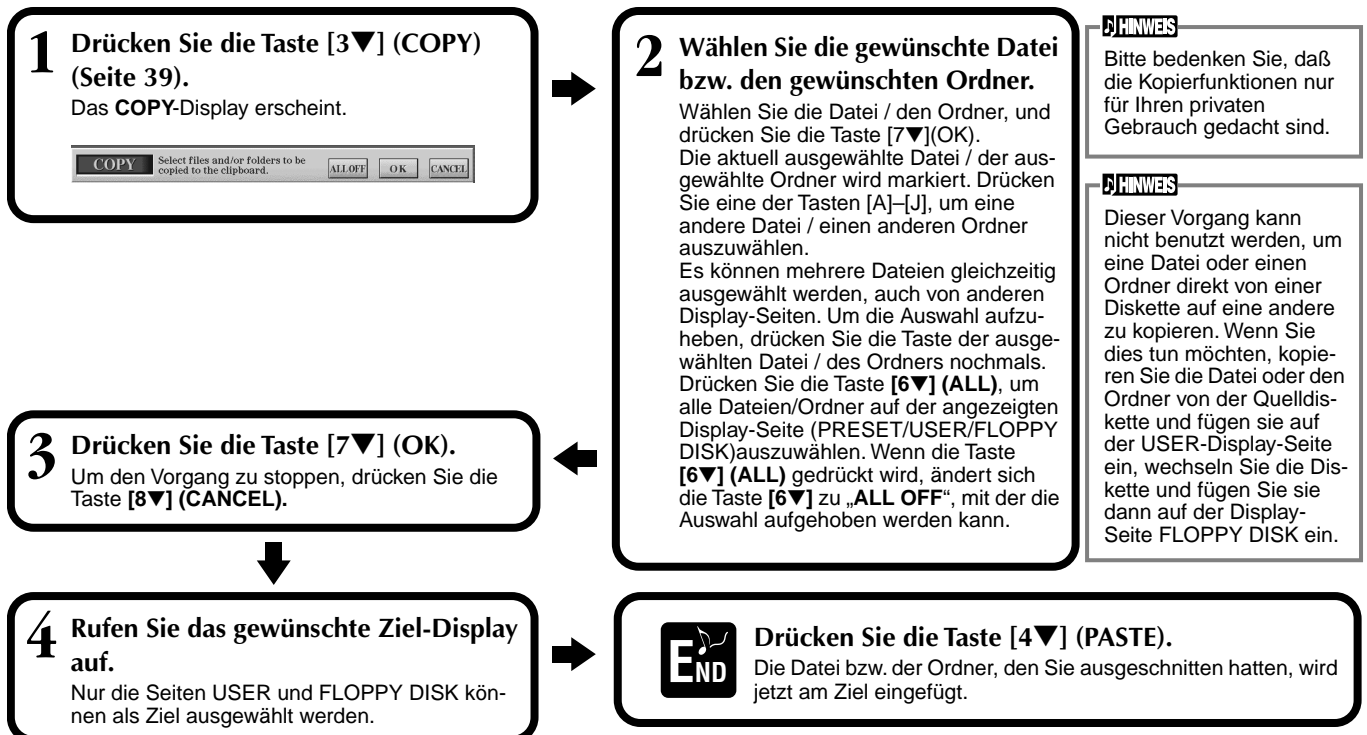 1 Drücken Sie die Taste [3▼] (COPY)
(Seite 39).
Das COPY-Display erscheint.
COPY Select files and/or folders to be
copied to the clipboard. ALL OFF OK CANCEL
2 Wählen Sie die gewünschte Datei
bzw. den gewünschten Ordner.
Wählen Sie die Datei / den Ordner, und
drücken Sie die Taste [7▼](OK).
Die aktuell ausgewählte Datei / der aus-
gewählte Ordner wird markiert. Drücken
Sie eine der Tasten [A]–[J], um eine
andere Datei / einen anderen Ordner
auszuwählen.
Es können mehrere Dateien gleichzeitig
ausgewählt werden, auch von anderen
Display-Seiten. Um die Auswahl aufzu-
heben, drücken Sie die Taste der ausge-
wählten Datei / des Ordners nochmals.
Drücken Sie die Taste [6▼] (ALL), um
alle Dateien/Ordner auf der angezeigten
Display-Seite (PRESET/USER/FLOPPY
DISK)auszuwählen. Wenn die Taste
[6▼] (ALL) gedrückt wird, ändert sich
die Taste [6▼] zu „ALL OFF“, mit der die
Auswahl aufgehoben werden kann.
HINWEIS
Bitte bedenken Sie, daß
die Kopierfunktionen nur
für Ihren privaten
Gebrauch gedacht sind.
HINWEIS
Dieser Vorgang kann
nicht benutzt werden, um
eine Datei oder einen
Ordner direkt von einer
Diskette auf eine andere
zu kopieren. Wenn Sie
dies tun möchten, kopie-
ren Sie die Datei oder den
Ordner von der Quelldis-
kette und fügen sie auf
der USER-Display-Seite
ein, wechseln Sie die Dis-
kette und fügen Sie sie
dann auf der Display-
Seite FLOPPY DISK ein.
3 Drücken Sie die Taste [7▼] (OK).
Um den Vorgang zu stoppen, drücken Sie die
Taste [8▼] (CANCEL).
4 Rufen Sie das gewünschte Ziel-Display
auf.
Nur die Seiten USER und FLOPPY DISK kön-
nen als Ziel ausgewählt werden.
END Drücken Sie die Taste [4▼] (PASTE).
Die Datei bzw. der Ordner, den Sie ausgeschnitten hatten, wird
jetzt am Ziel eingefügt.